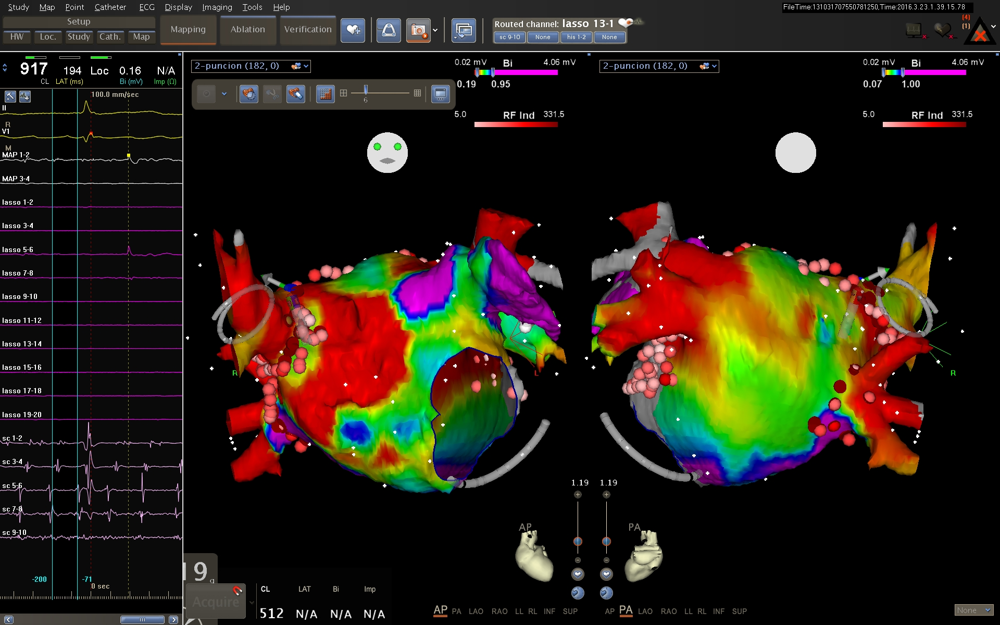 Study Map Point Catheter ECG Display Imaging Tools Help
FileTime:131031707550781250,Time:2016.3.23.1.39.15.78
Setup
HW Loc. Study Cath. Map
Mapping Ablation Verification
Routed channel: lasso 13-1
sc 9-10 None his 1-2 None
(4)
(1)
917 194 Loc 0.16 N/A
CL LAT (ms) Bi (mV) Imp (Ω)
100.0 mm/sec
II
R
V1
M
MAP 1-2
MAP 3-4
lasso 1-2
lasso 3-4
lasso 5-6
lasso 7-8
lasso 9-10
lasso 11-12
lasso 13-14
lasso 15-16
lasso 17-18
lasso 19-20
sc 1-2
sc 3-4
sc 5-6
sc 7-8
sc 9-10
-200 -71
0 sec
2-puncion (182, 0)
0.02 mV Bi 4.06 mV
0.19 0.95
6
5.0 RF Ind 331.5
R L
2-puncion (182, 0)
0.02 mV Bi 4.06 mV
0.07 1.00
5.0 RF Ind 331.5
R
1.19 1.19
AP PA
19 g
Acquire
CL LAT Bi Imp
512 N/A N/A N/A
AP PA LAO RAO LL RL INF SUP
AP PA LAO RAO LL RL INF SUP
None